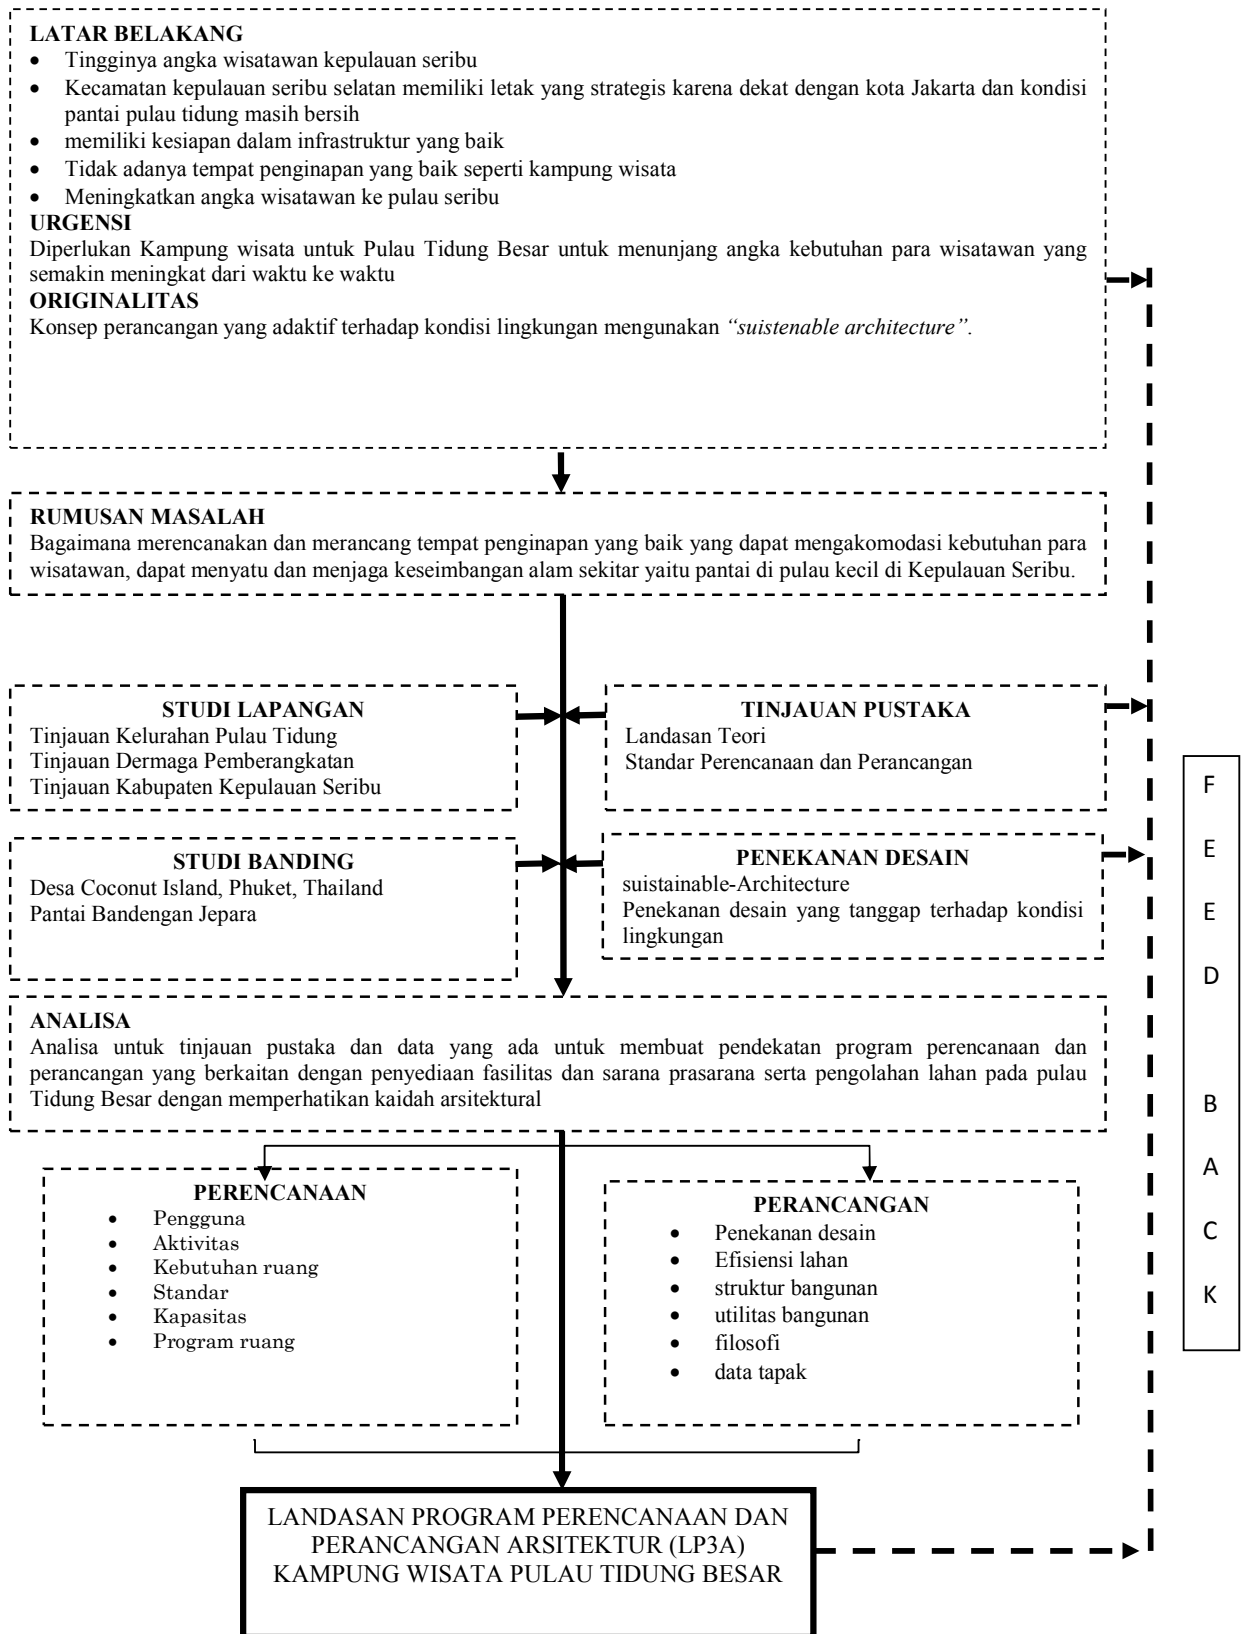 LATAR BELAKANG
• Tingginya angka wisatawan kepulauan seribu
• Kecamatan kepulauan seribu selatan memiliki letak yang strategis karena dekat dengan kota Jakarta dan kondisi
pantai pulau tidung masih bersih
• memiliki kesiapan dalam infrastruktur yang baik
• Tidak adanya tempat penginapan yang baik seperti kampung wisata
• Meningkatkan angka wisatawan ke pulau seribu
URGENSI
Diperlukan Kampung wisata untuk Pulau Tidung Besar untuk menunjang angka kebutuhan para wisatawan yang
semakin meningkat dari waktu ke waktu
ORIGINALITAS
Konsep perancangan yang adaktif terhadap kondisi lingkungan mengunakan “suistenable architecture”.
RUMUSAN MASALAH
Bagaimana merencanakan dan merancang tempat penginapan yang baik yang dapat mengakomodasi kebutuhan para
wisatawan, dapat menyatu dan menjaga keseimbangan alam sekitar yaitu pantai di pulau kecil di Kepulauan Seribu.
STUDI LAPANGAN
Tinjauan Kelurahan Pulau Tidung
Tinjauan Dermaga Pemberangkatan
Tinjauan Kabupaten Kepulauan Seribu
TINJAUAN PUSTAKA
Landasan Teori
Standar Perencanaan dan Perancangan
STUDI BANDING
Desa Coconut Island, Phuket, Thailand
Pantai Bandengan Jepara
PENEKANAN DESAIN
suistainable-Architecture
Penekanan desain yang tanggap terhadap kondisi
lingkungan
ANALISA
Analisa untuk tinjauan pustaka dan data yang ada untuk membuat pendekatan program perencanaan dan
perancangan yang berkaitan dengan penyediaan fasilitas dan sarana prasarana serta pengolahan lahan pada pulau
Tidung Besar dengan memperhatikan kaidah arsitektural
PERENCANAAN
• Pengguna
• Aktivitas
• Kebutuhan ruang
• Standar
• Kapasitas
• Program ruang
PERANCANGAN
• Penekanan desain
• Efisiensi lahan
• struktur bangunan
• utilitas bangunan
• filosofi
• data tapak
LANDASAN PROGRAM PERENCANAAN DAN
PERANCANGAN ARSITEKTUR (LP3A)
KAMPUNG WISATA PULAU TIDUNG BESAR
F
E
E
D
B
A
C
K